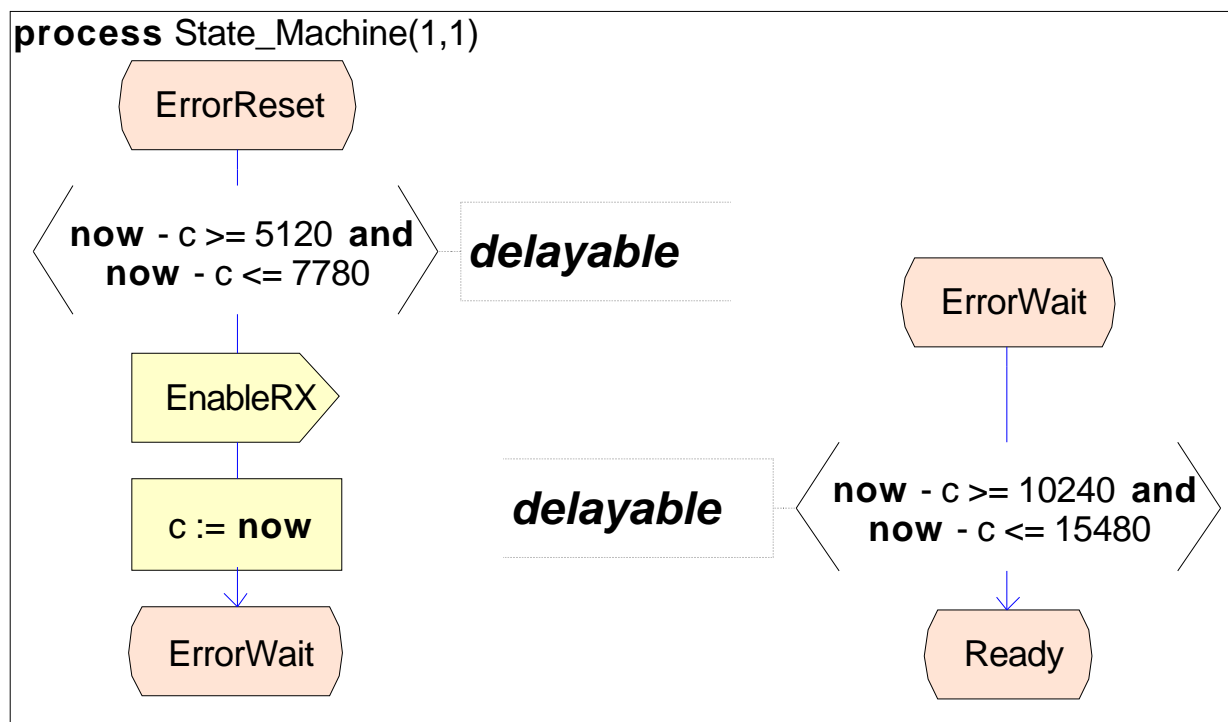 process State_Machine(1,1)
ErrorReset
now - c >= 5120 and
now - c <= 7780
delayable
EnableRX
c := now
ErrorWait
ErrorWait
delayable
now - c >= 10240 and
now - c <= 15480
Ready